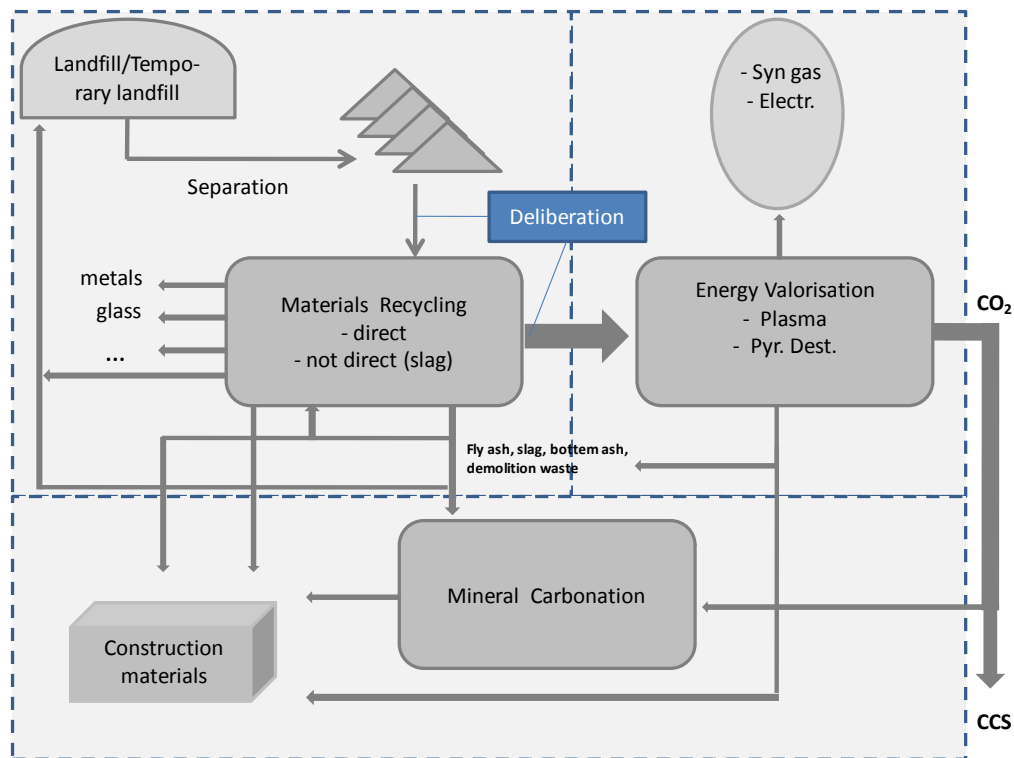 Landfill/Tempo-
rary landfill
- Syn gas
- Electr.
Separation
Deliberation
metals
glass
...
Materials Recycling
- direct
- not direct (slag)
Energy Valorisation
- Plasma
- Pyr. Dest.
CO₂
Fly ash, slag, bottem ash,
demolition waste
Mineral Carbonation
Construction
materials
CCS